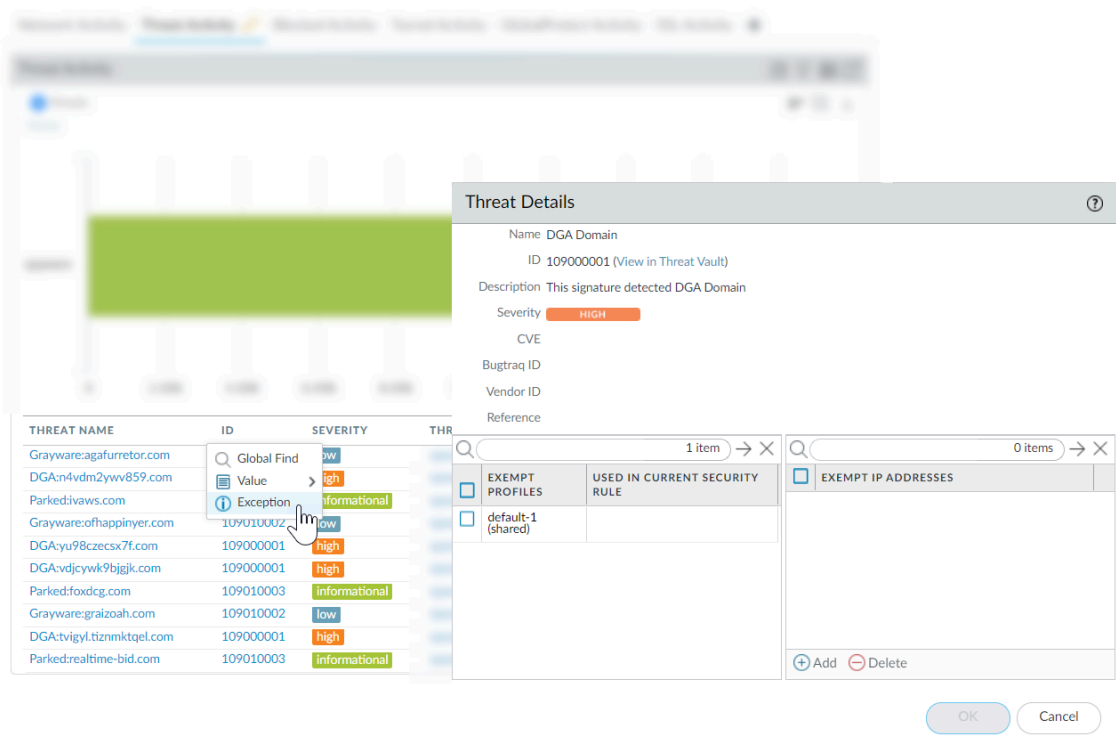 Threat Details
Name DGA Domain
ID 109000001 (View in Threat Vault)
Description This signature detected DGA Domain
Severity HIGH
CVE
Bugtraq ID
Vendor ID
Reference
1 item
EXEMPT PROFILES USED IN CURRENT SECURITY RULE
default-1 (shared)
0 items
EXEMPT IP ADDRESSES
Add Delete
OK Cancel
THREAT NAME ID SEVERITY THR
Grayware:agafurretor.com ow
DGA:n4vdm2ywv859.com igh
Parked:ivaws.com nformational
Global Find
Value
Exception
Grayware:ofhappinyer.com 109010002 ow
DGA:yu98czecsx7f.com 109000001 high
DGA:vdjcywk9bjgjk.com 109000001 high
Parked:foxdcg.com 109010003 informational
Grayware:graizoah.com 109010002 low
DGA:tvigyl.tiznmktqel.com 109000001 high
Parked:realtime-bid.com 109010003 informational